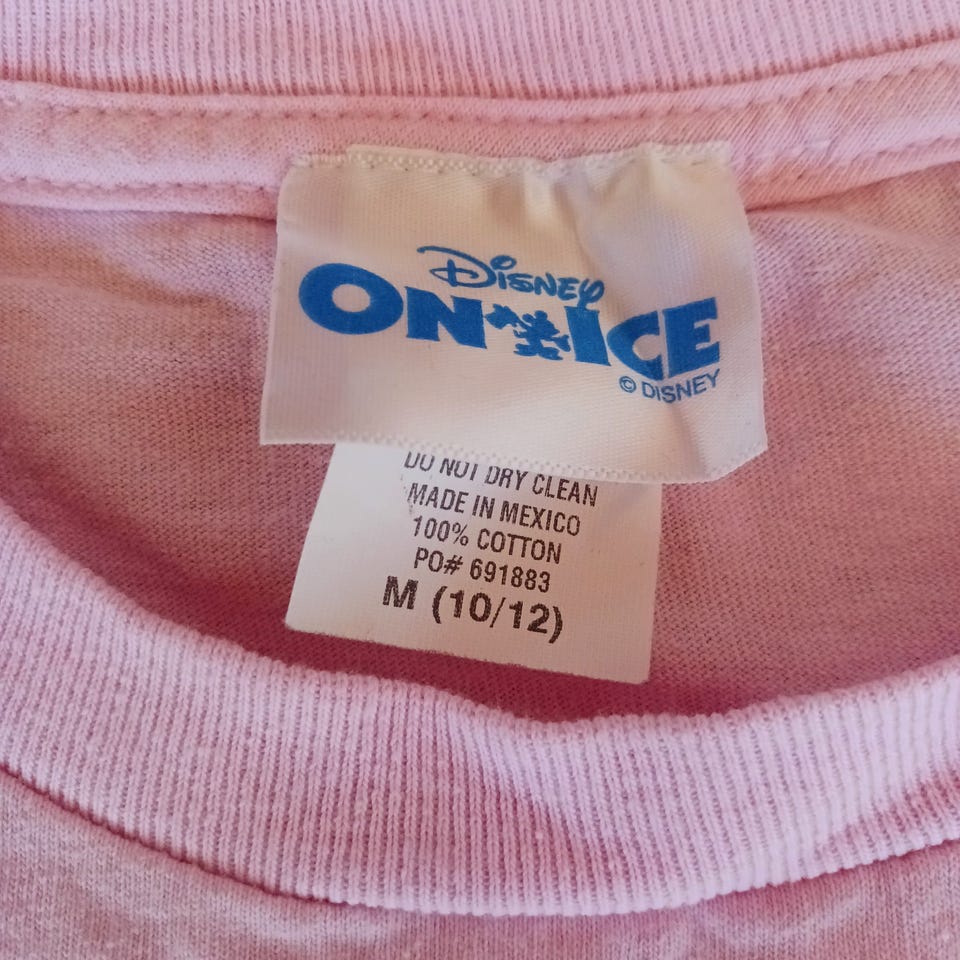 Disney
ON ICE
© DISNEY
DO NOT DRY CLEAN
MADE IN MEXICO
100% COTTON
PO# 691883
M (10/12)